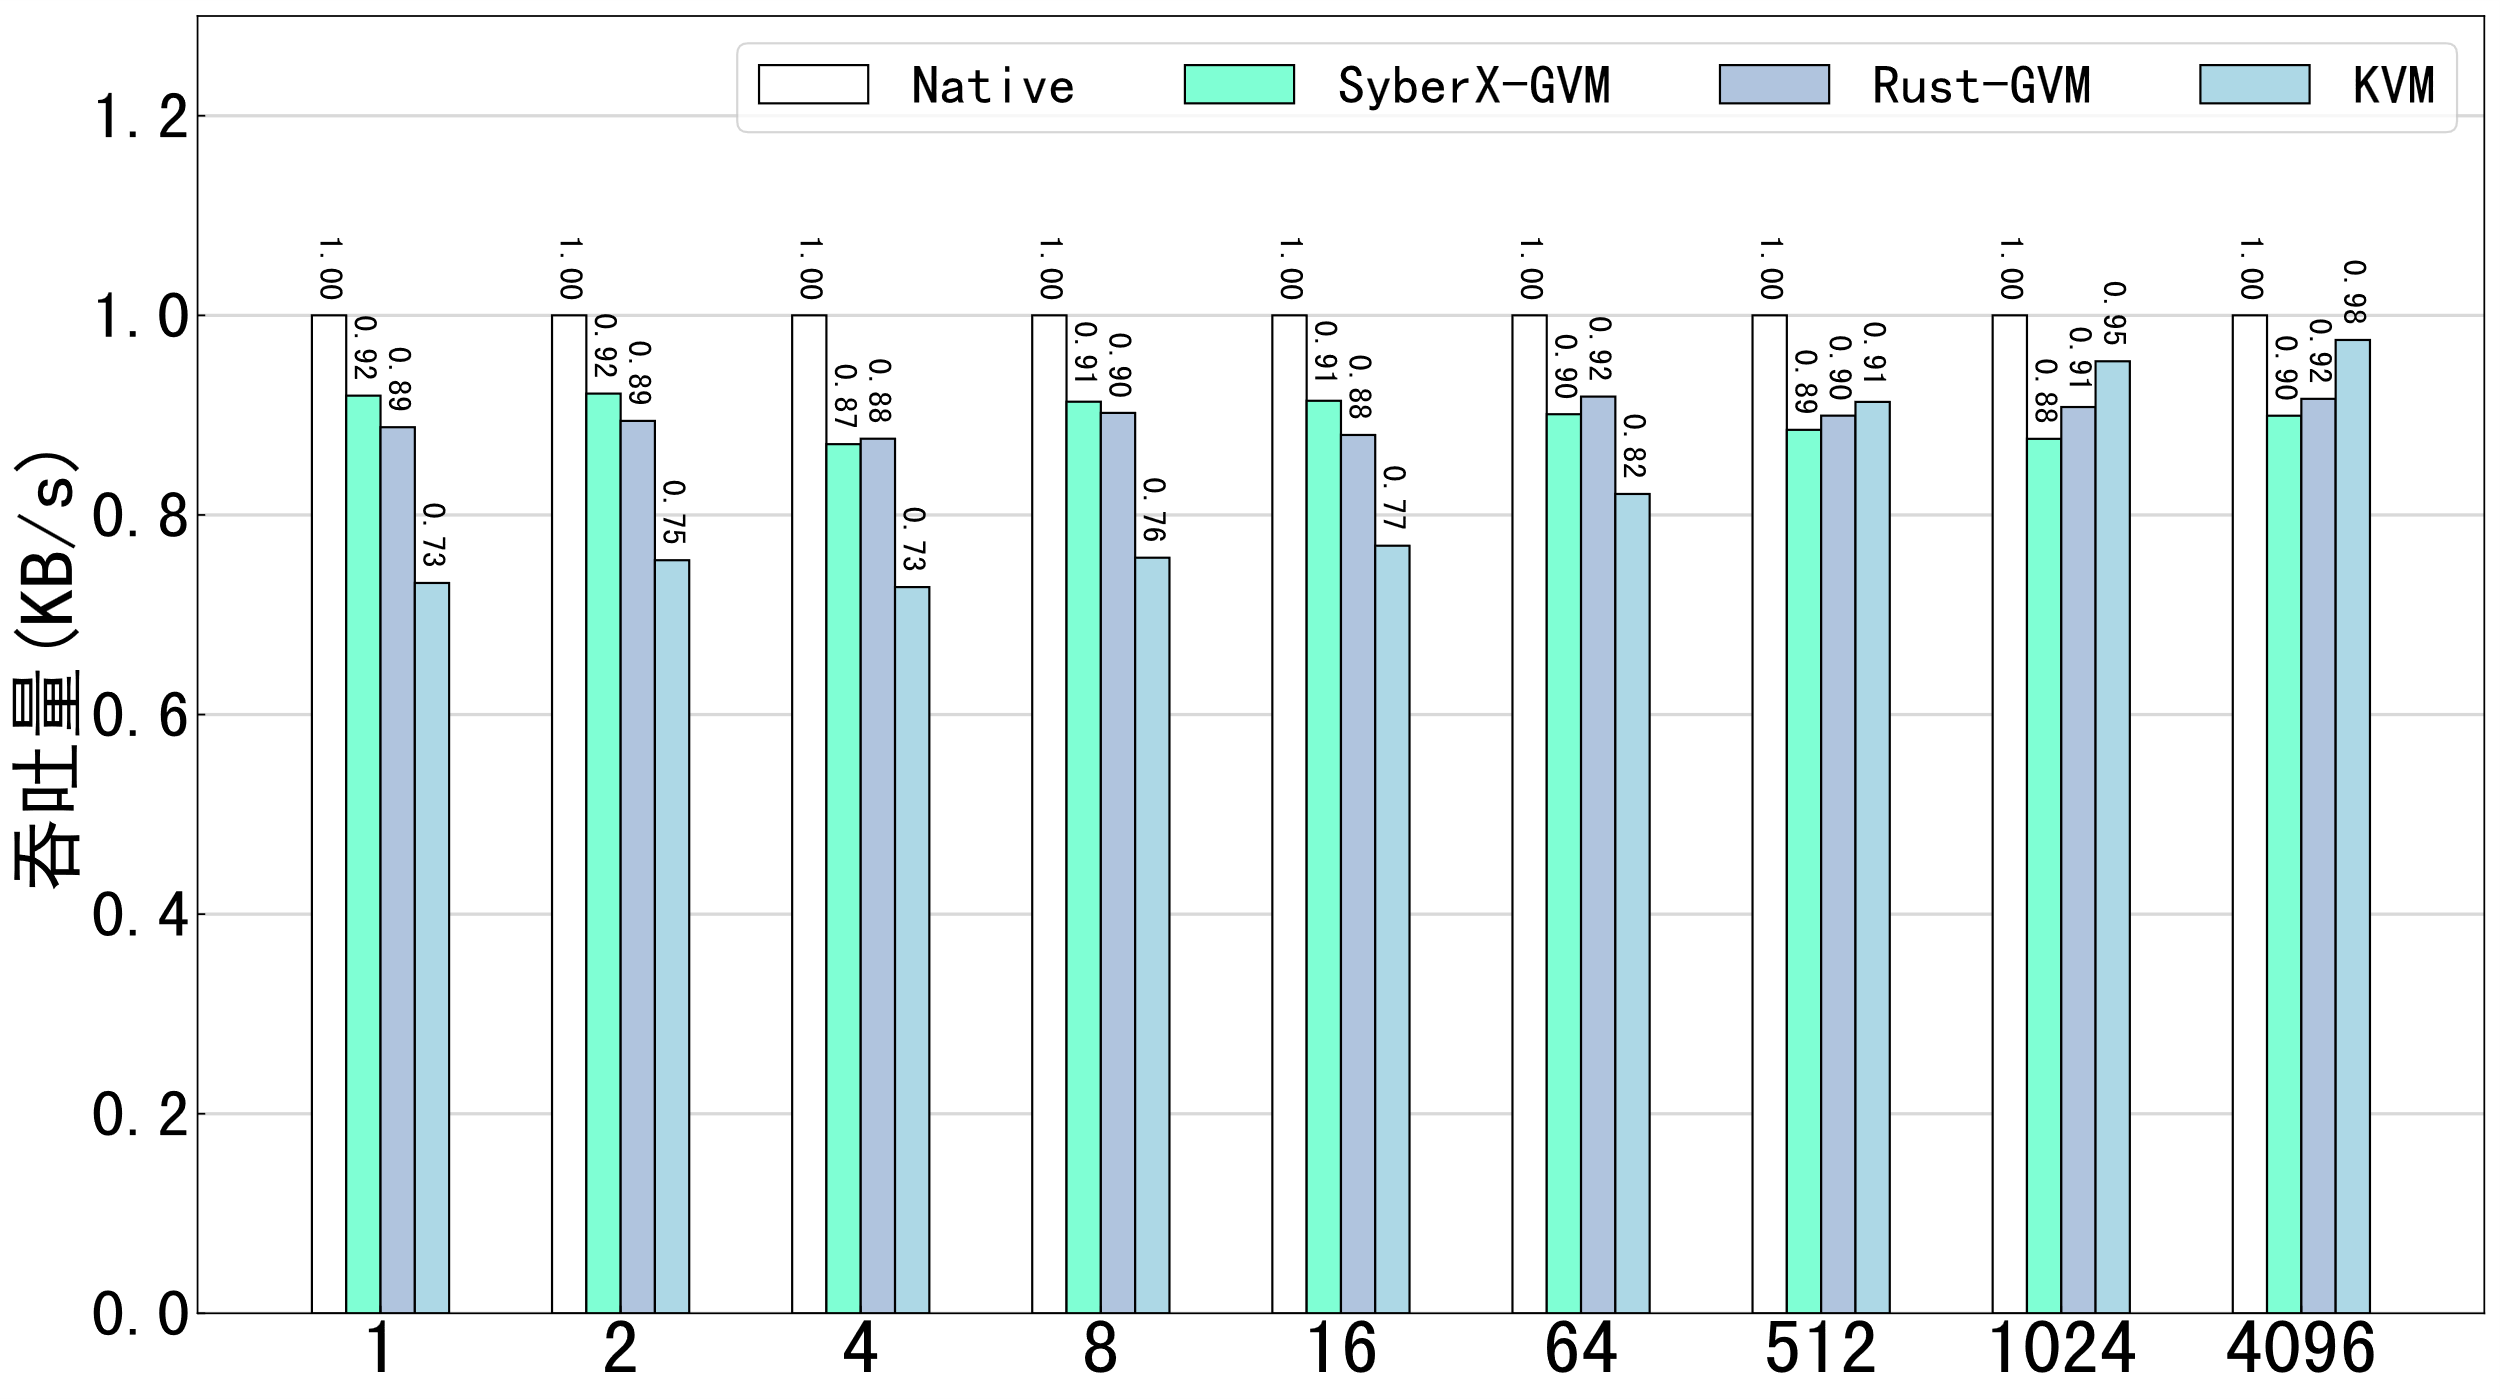 Native SyberX-GVM Rust-GVM KVM
吞吐量(KB/s)
1.2
1.0
0.8
0.6
0.4
0.2
0.0
1.00 0.92 0.89 0.73
1.00 0.92 0.89 0.75
1.00 0.87 0.88 0.73
1.00 0.91 0.90 0.76
1.00 0.91 0.88 0.77
1.00 0.90 0.92 0.82
1.00 0.89 0.90 0.91
1.00 0.88 0.91 0.95
1.00 0.90 0.92 0.98
1 2 4 8 16 64 512 1024 4096